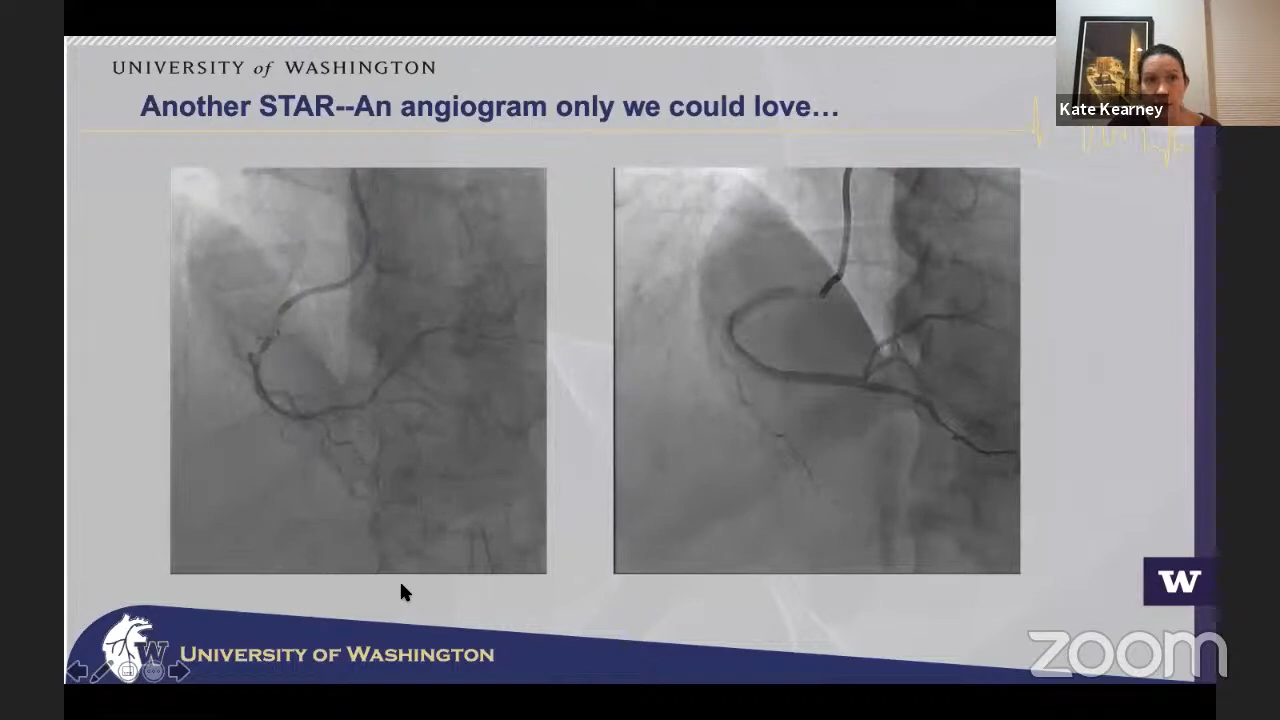 UNIVERSITY of WASHINGTON
Another STAR--An angiogram only we could love…
Kate Kearney
W
W
UNIVERSITY OF WASHINGTON
zoom